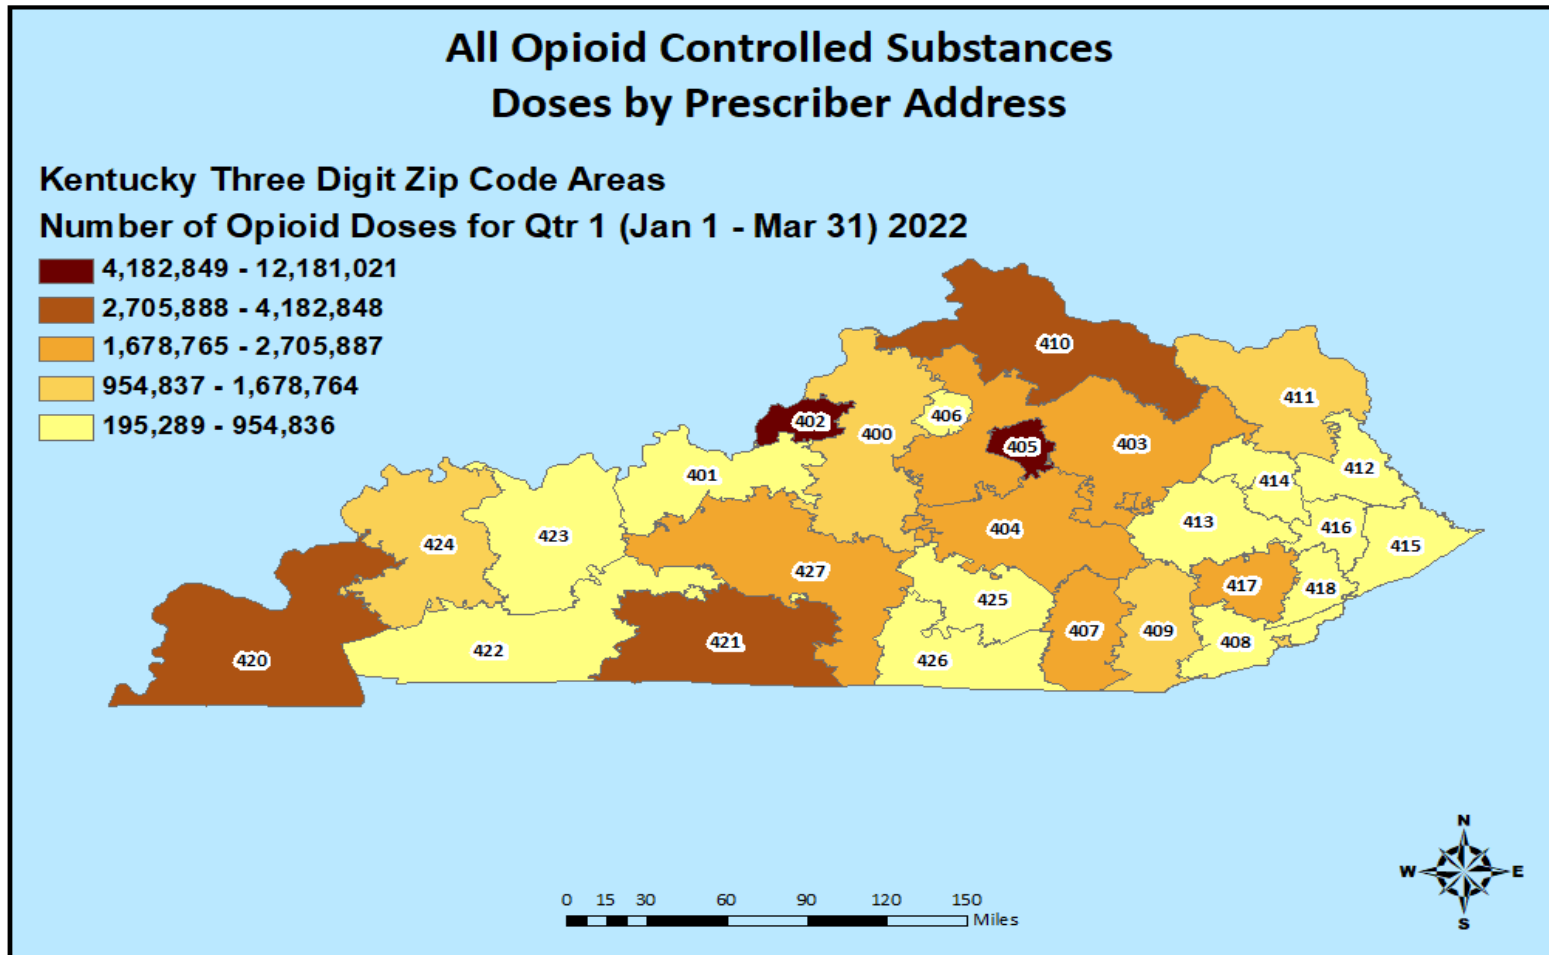 All Opioid Controlled Substances
Doses by Prescriber Address
Kentucky Three Digit Zip Code Areas
Number of Opioid Doses for Qtr 1 (Jan 1 - Mar 31) 2022
4,182,849 - 12,181,021
2,705,888 - 4,182,848
1,678,765 - 2,705,887
954,837 - 1,678,764
195,289 - 954,836
410
411
406
402
400
405
403
412
401
414
413
416
423
404
424
415
427
417
418
425
407
409
421
408
422
420
426
N
W E
S
0 15 30 60 90 120 150
Miles